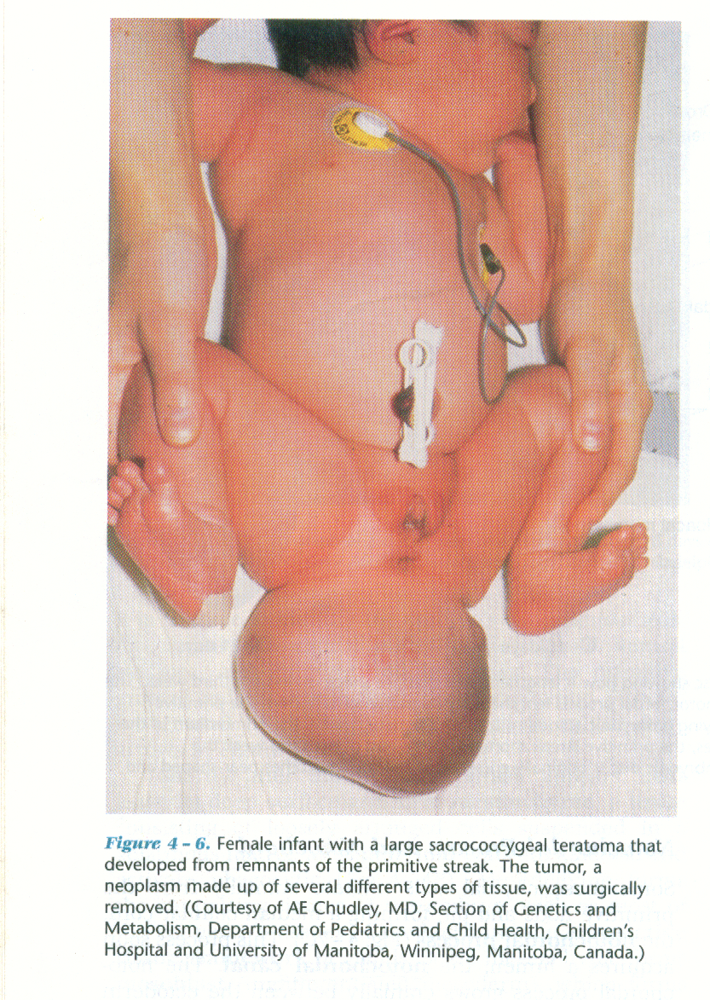 Figure 4 – 6. Female infant with a large sacrococcygeal teratoma that
developed from remnants of the primitive streak. The tumor, a
neoplasm made up of several different types of tissue, was surgically
removed. (Courtesy of AE Chudley, MD, Section of Genetics and
Metabolism, Department of Pediatrics and Child Health, Children's
Hospital and University of Manitoba, Winnipeg, Manitoba, Canada.)